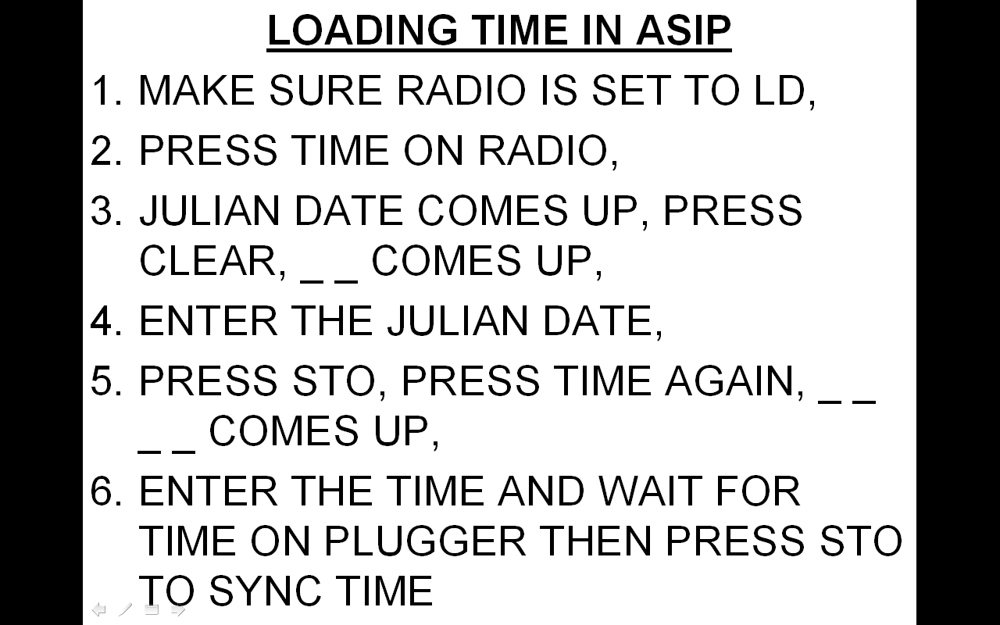 LOADING TIME IN ASIP
1. MAKE SURE RADIO IS SET TO LD,
2. PRESS TIME ON RADIO,
3. JULIAN DATE COMES UP, PRESS
CLEAR, _ _ COMES UP,
4. ENTER THE JULIAN DATE,
5. PRESS STO, PRESS TIME AGAIN, _ _
_ _ COMES UP,
6. ENTER THE TIME AND WAIT FOR
TIME ON PLUGGER THEN PRESS STO
TO SYNC TIME